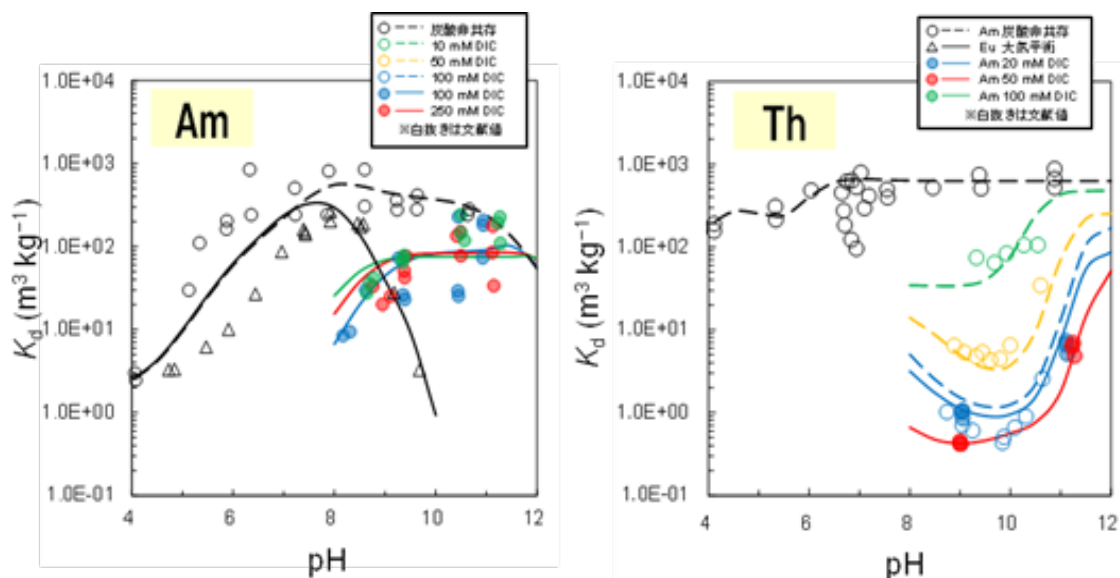 炭酸非共存
10 mM DIC
50 mM DIC
100 mM DIC
100 mM DIC
250 mM DIC
※白抜きは文献値
Am
1.0E+04
1.0E+03
1.0E+02
1.0E+01
1.0E+00
1.0E-01
Kd (m³ kg⁻¹)
4
6
8
10
12
pH
Am 炭酸非共存
Eu 大気平衡
Am 20 mM DIC
Am 50 mM DIC
Am 100 mM DIC
※白抜きは文献値
Th
1.0E+04
1.0E+03
1.0E+02
1.0E+01
1.0E+00
1.0E-01
Kd (m³ kg⁻¹)
4
6
8
10
12
pH